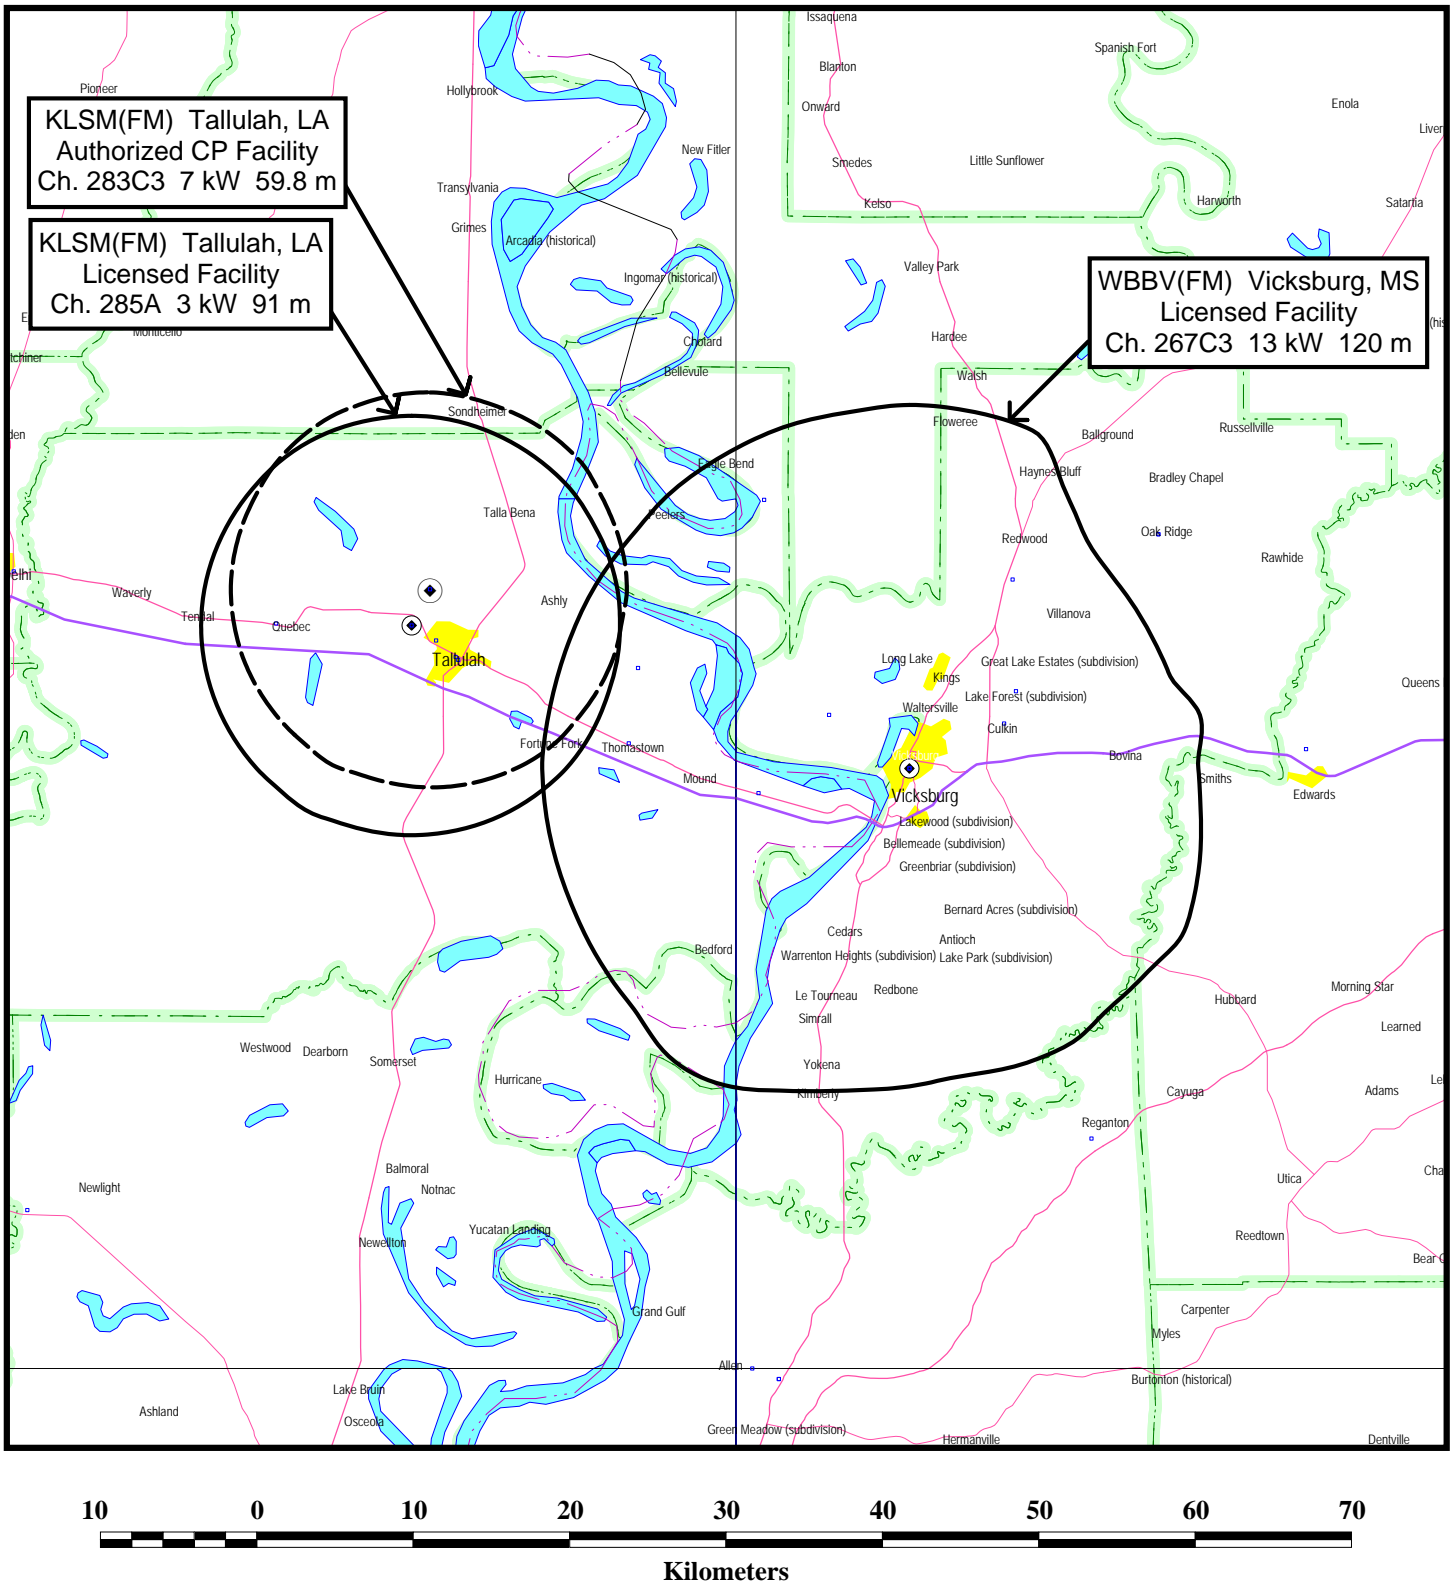 Issaquena
Spanish Fort
Blanton
Pioneer
Hollybrook
Onward
Enola
KLSM(FM) Tallulah, LA
Authorized CP Facility
Ch. 283C3 7 kW 59.8 m
Liver
New Fitler
Smedes
Little Sunflower
Transylvania
Kelso
Harworth
Satartia
Grimes
Arcadia (historical)
KLSM(FM) Tallulah, LA
Licensed Facility
Ch. 285A 3 kW 91 m
Valley Park
Ingomar (historical)
WBBV(FM) Vicksburg, MS
Licensed Facility
Ch. 267C3 13 kW 120 m
Monticello
(his
Hardee
Chotard
tchiner
Bellevule
Walsh
Sondheimer
Floweree
Russellville
den
Ballground
Eagle Bend
Haynes Bluff
Bradley Chapel
Talla Bena
Peelers
Oak Ridge
Redwood
Rawhide
elhi
Waverly
Ashly
Tendal
Quebec
Villanova
Tallulah
Long Lake
Great Lake Estates (subdivision)
Kings
Queens
Lake Forest (subdivision)
Waltersville
Culkin
Fortune Fork
Thomastown
Bovina
Mound
Smiths
Edwards
Vicksburg
Lakewood (subdivision)
Bellemeade (subdivision)
Greenbriar (subdivision)
Bernard Acres (subdivision)
Cedars
Antioch
Bedford
Warrenton Heights (subdivision)
Lake Park (subdivision)
Le Tourneau
Redbone
Hubbard
Morning Star
Simrall
Learned
Westwood
Dearborn
Somerset
Yokena
Hurricane
Kimberly
Cayuga
Adams
Le
Reganton
Balmoral
Cha
Newlight
Notnac
Utica
Yucatan Landing
Newellton
Reedtown
Bear C
Grand Gulf
Carpenter
Myles
Allen
Burtonton (historical)
Lake Bruin
Ashland
Osceola
Green Meadow (subdivision)
Hermanville
Dentville
10 0 10 20 30 40 50 60 70
Kilometers